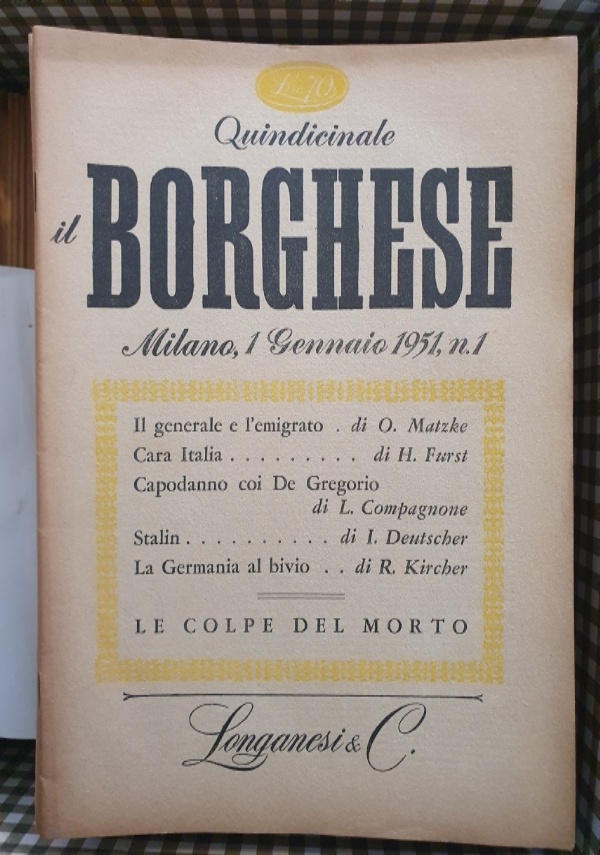 Lire 70
Quindicinale
il BORGHESE
Milano, 1 Gennaio 1951, n.1
Il generale e l'emigrato . di O. Matzke
Cara Italia . . . . . . . . . di H. Furst
Capodanno coi De Gregorio
di L. Compagnone
Stalin . . . . . . . . . . di I. Deutscher
La Germania al bivio . . di R. Kircher
LE COLPE DEL MORTO
Longanesi & C.